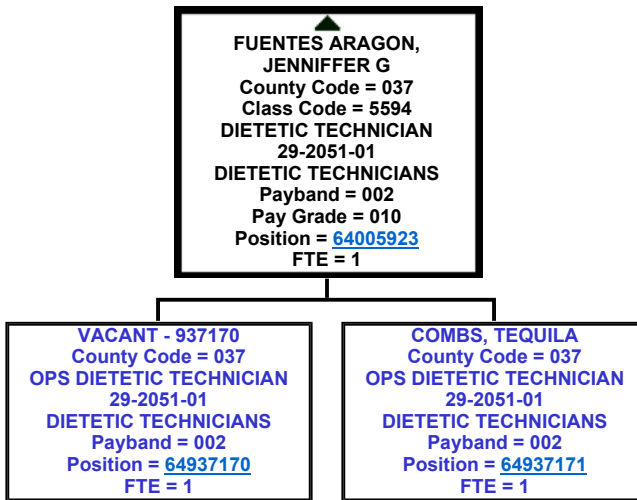 FUENTES ARAGON,
JENNIFFER G
County Code = 037
Class Code = 5594
DIETETIC TECHNICIAN
29-2051-01
DIETETIC TECHNICIANS
Payband = 002
Pay Grade = 010
Position = 64005923
FTE = 1
VACANT - 937170
County Code = 037
OPS DIETETIC TECHNICIAN
29-2051-01
DIETETIC TECHNICIANS
Payband = 002
Position = 64937170
FTE = 1
COMBS, TEQUILA
County Code = 037
OPS DIETETIC TECHNICIAN
29-2051-01
DIETETIC TECHNICIANS
Payband = 002
Position = 64937171
FTE = 1